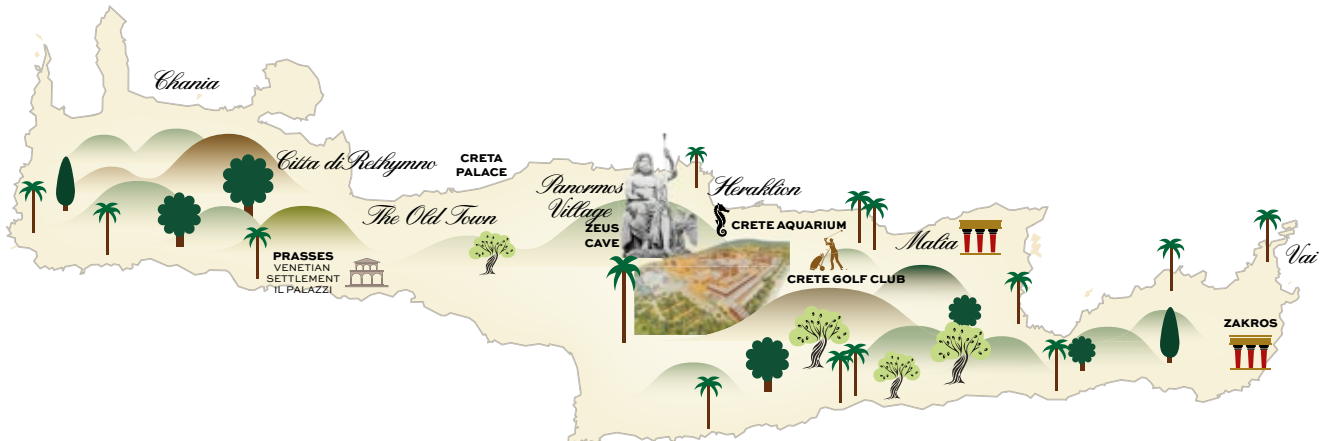 Chania
Citta di Rethymno
CRETA
PALACE
The Old Town
PRASSES
VENETIAN
SETTLEMENT
IL PALAZZI
Panormos
Village
ZEUS
CAVE
Heraklion
CRETE AQUARIUM
CRETE GOLF CLUB
Malia
Vai
ZAKROS